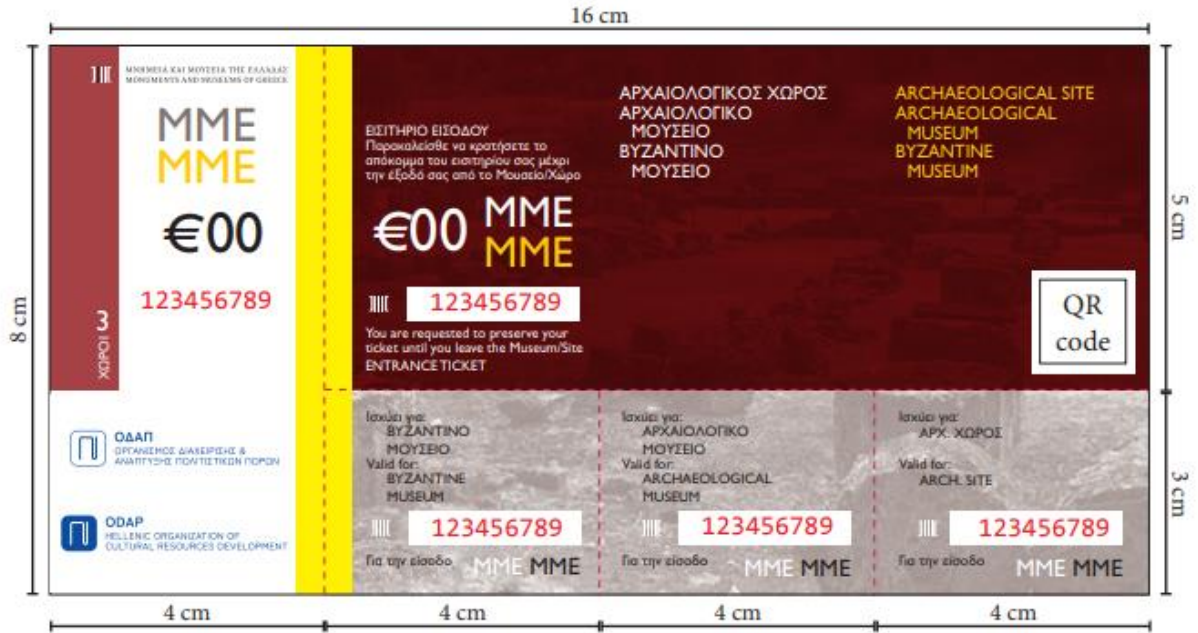 16 cm
8 cm
5 cm
3 cm
ΜΝΗΜΕΙΑ ΚΑΙ ΜΟΥΣΕΙΑ ΤΗΣ ΕΛΛΑΔΑΣ
MONUMENTS AND MUSEUMS OF GREECE
MME
MME
€00
123456789
ΧΩΡΟΙ 3
ΟΔΑΠ
ΟΡΓΑΝΙΣΜΟΣ ΔΙΑΧΕΙΡΙΣΗΣ &
ΑΝΑΠΤΥΞΗΣ ΠΟΛΙΤΙΣΤΙΚΩΝ ΠΟΡΩΝ
ODAP
HELLENIC ORGANIZATION OF
CULTURAL RESOURCES DEVELOPMENT
ΕΙΣΙΤΗΡΙΟ ΕΙΣΟΔΟΥ
Παρακαλείσθε να κρατήσετε το
απόκομμα του εισιτηρίου σας μέχρι
την έξοδό σας από το Μουσείο/Χώρο
€00
MME
MME
123456789
You are requested to preserve your
ticket until you leave the Museum/Site
ENTRANCE TICKET
ΑΡΧΑΙΟΛΟΓΙΚΟΣ ΧΩΡΟΣ
ΑΡΧΑΙΟΛΟΓΙΚΟ
ΜΟΥΣΕΙΟ
ΒΥΖΑΝΤΙΝΟ
ΜΟΥΣΕΙΟ
ARCHAEOLOGICAL SITE
ARCHAEOLOGICAL
MUSEUM
BYZANTINE
MUSEUM
QR
code
Ισχύει για:
ΒΥΖΑΝΤΙΝΟ
ΜΟΥΣΕΙΟ
Valid for:
BYZANTINE
MUSEUM
123456789
Για την είσοδο MME MME
Ισχύει για:
ΑΡΧΑΙΟΛΟΓΙΚΟ
ΜΟΥΣΕΙΟ
Valid for:
ARCHAEOLOGICAL
MUSEUM
123456789
Για την είσοδο MME MME
Ισχύει για:
ΑΡΧ. ΧΩΡΟΣ
Valid for:
ARCH. SITE
123456789
Για την είσοδο MME MME
4 cm
4 cm
4 cm
4 cm